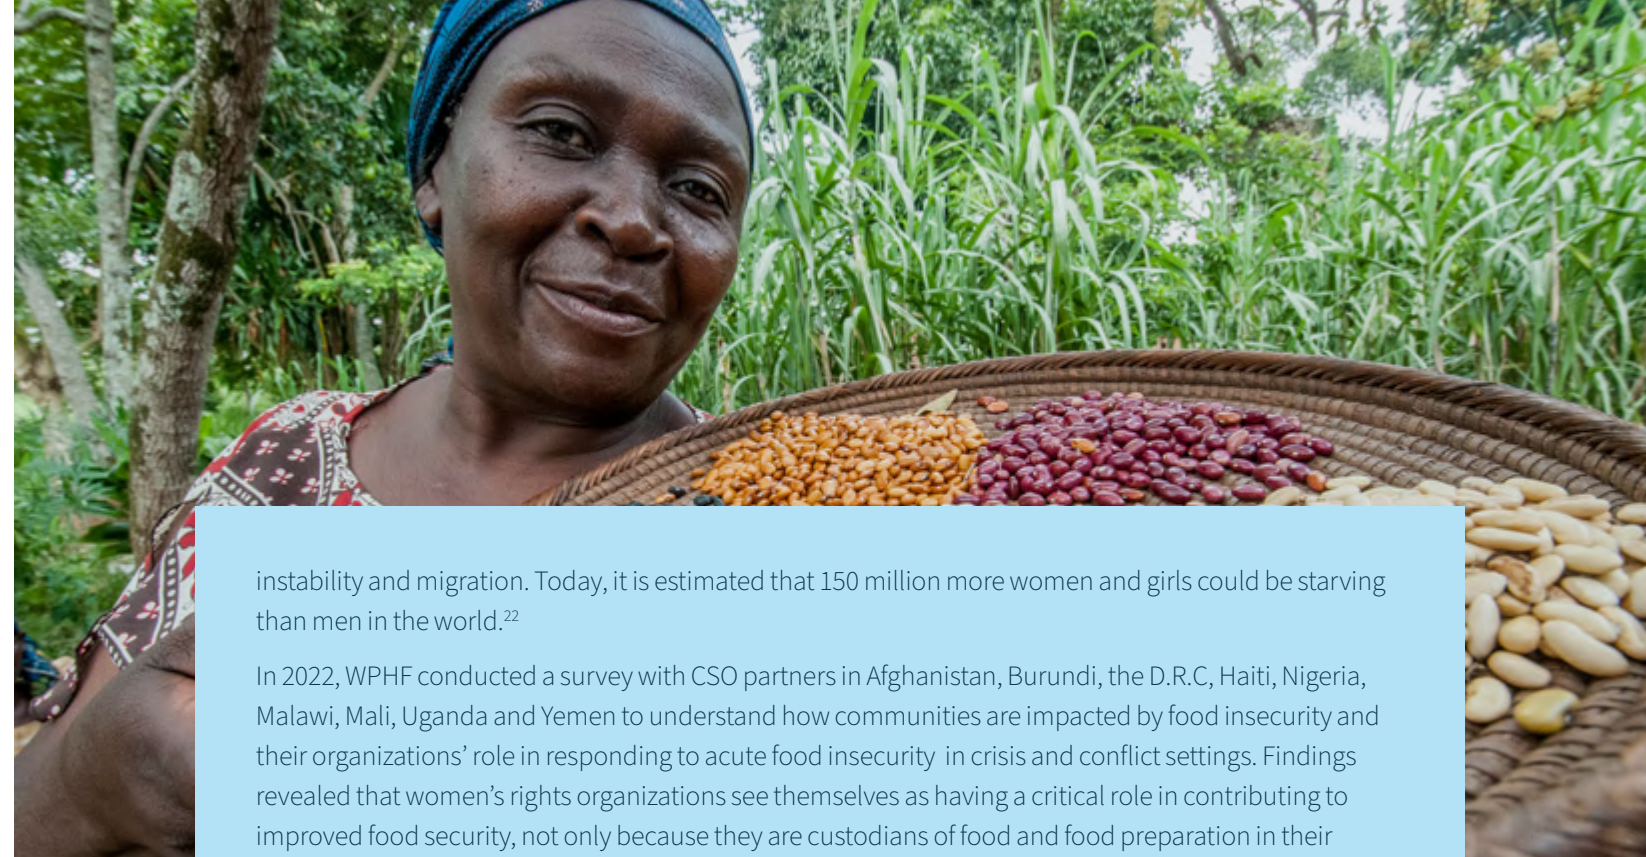 instability and migration. Today, it is estimated that 150 million more women and girls could be starving
than men in the world.22
In 2022, WPHF conducted a survey with CSO partners in Afghanistan, Burundi, the D.R.C, Haiti, Nigeria,
Malawi, Mali, Uganda and Yemen to understand how communities are impacted by food insecurity and
their organizations’ role in responding to acute food insecurity  in crisis and conflict settings. Findings
revealed that women’s rights organizations see themselves as having a critical role in contributing to
improved food security, not only because they are custodians of food and food preparation in their